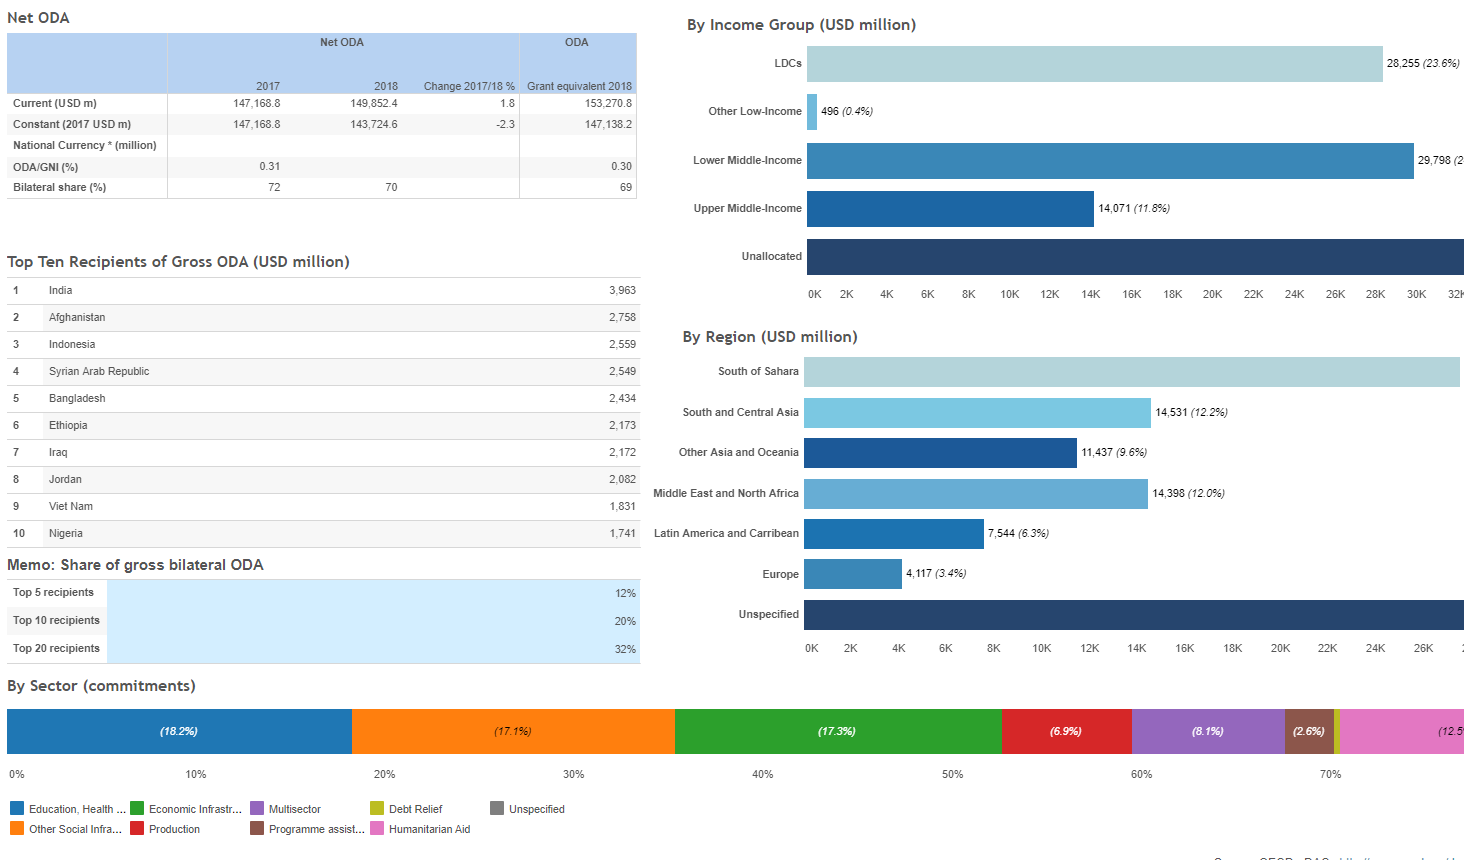 Net ODA
Net ODA ODA
2017 2018 Change 2017/18 % Grant equivalent 2018
Current (USD m) 147,168.8 149,852.4 1.8 153,270.8
Constant (2017 USD m) 147,168.8 143,724.6 -2.3 147,138.2
National Currency * (million)
ODA/GNI (%) 0.31 0.30
Bilateral share (%) 72 70 69
Top Ten Recipients of Gross ODA (USD million)
1 India 3,963
2 Afghanistan 2,758
3 Indonesia 2,559
4 Syrian Arab Republic 2,549
5 Bangladesh 2,434
6 Ethiopia 2,173
7 Iraq 2,172
8 Jordan 2,082
9 Viet Nam 1,831
10 Nigeria 1,741
Memo: Share of gross bilateral ODA
Top 5 recipients 12%
Top 10 recipients 20%
Top 20 recipients 32%
By Income Group (USD million)
LDCs 28,255 (23.6%)
Other Low-Income 496 (0.4%)
Lower Middle-Income 29,798
Upper Middle-Income 14,071 (11.8%)
Unallocated
0K 2K 4K 6K 8K 10K 12K 14K 16K 18K 20K 22K 24K 26K 28K 30K 32K
By Region (USD million)
South of Sahara
South and Central Asia 14,531 (12.2%)
Other Asia and Oceania 11,437 (9.6%)
Middle East and North Africa 14,398 (12.0%)
Latin America and Carribean 7,544 (6.3%)
Europe 4,117 (3.4%)
Unspecified
0K 2K 4K 6K 8K 10K 12K 14K 16K 18K 20K 22K 24K 26K
By Sector (commitments)
(18.2%) (17.1%) (17.3%) (6.9%) (8.1%) (2.6%) (12.5
0% 10% 20% 30% 40% 50% 60% 70%
Education, Health ... Economic Infrastr... Multisector Debt Relief Unspecified
Other Social Infra... Production Programme assist... Humanitarian Aid